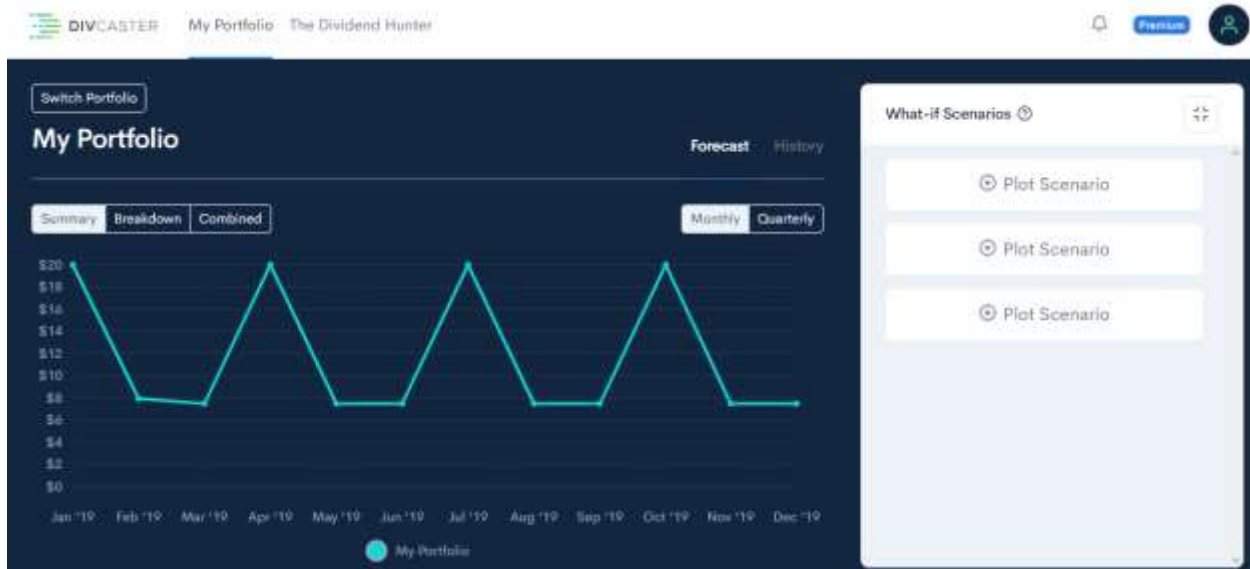 DIVCASTER My Portfolio The Dividend Hunter Premium
Switch Portfolio
My Portfolio
Forecast History
Summary Breakdown Combined Monthly Quarterly
$20
$18
$16
$14
$12
$10
$8
$6
$4
$2
$0
Jan '19 Feb '19 Mar '19 Apr '19 May '19 Jun '19 Jul '19 Aug '19 Sep '19 Oct '19 Nov '19 Dec '19
My Portfolio
What-if Scenarios ?
Plot Scenario
Plot Scenario
Plot Scenario